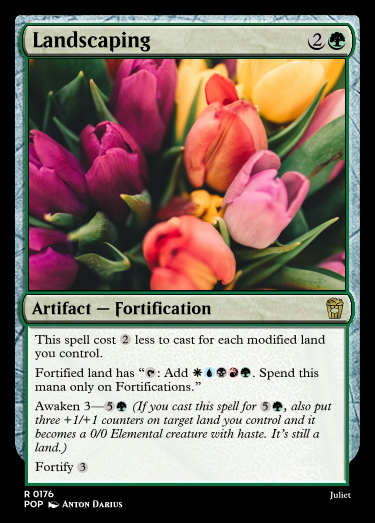 Landscaping 2
Artifact — Fortification
This spell cost 2 less to cast for each modified land
you control.
Fortified land has “: Add . Spend this
mana only on Fortifications.”
Awaken 3—5 (If you cast this spell for 5, also put
three +1/+1 counters on target land you control and it
becomes a 0/0 Elemental creature with haste. It's still a
land.)
Fortify 3
R 0176
Juliet
POP Anton Darius